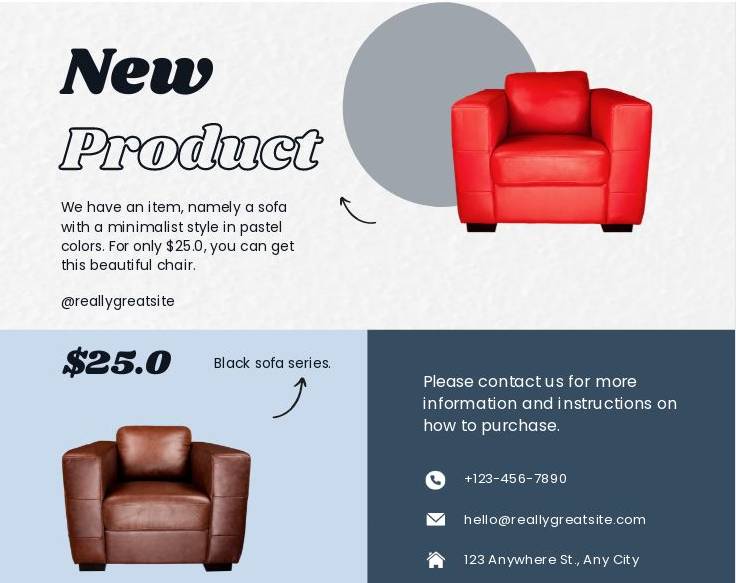 New
Product
We have an item, namely a sofa
with a minimalist style in pastel
colors. For only $25.0, you can get
this beautiful chair.
@reallygreatsite
$25.0
Black sofa series.
Please contact us for more
information and instructions on
how to purchase.
+123-456-7890
hello@reallygreatsite.com
123 Anywhere St., Any City